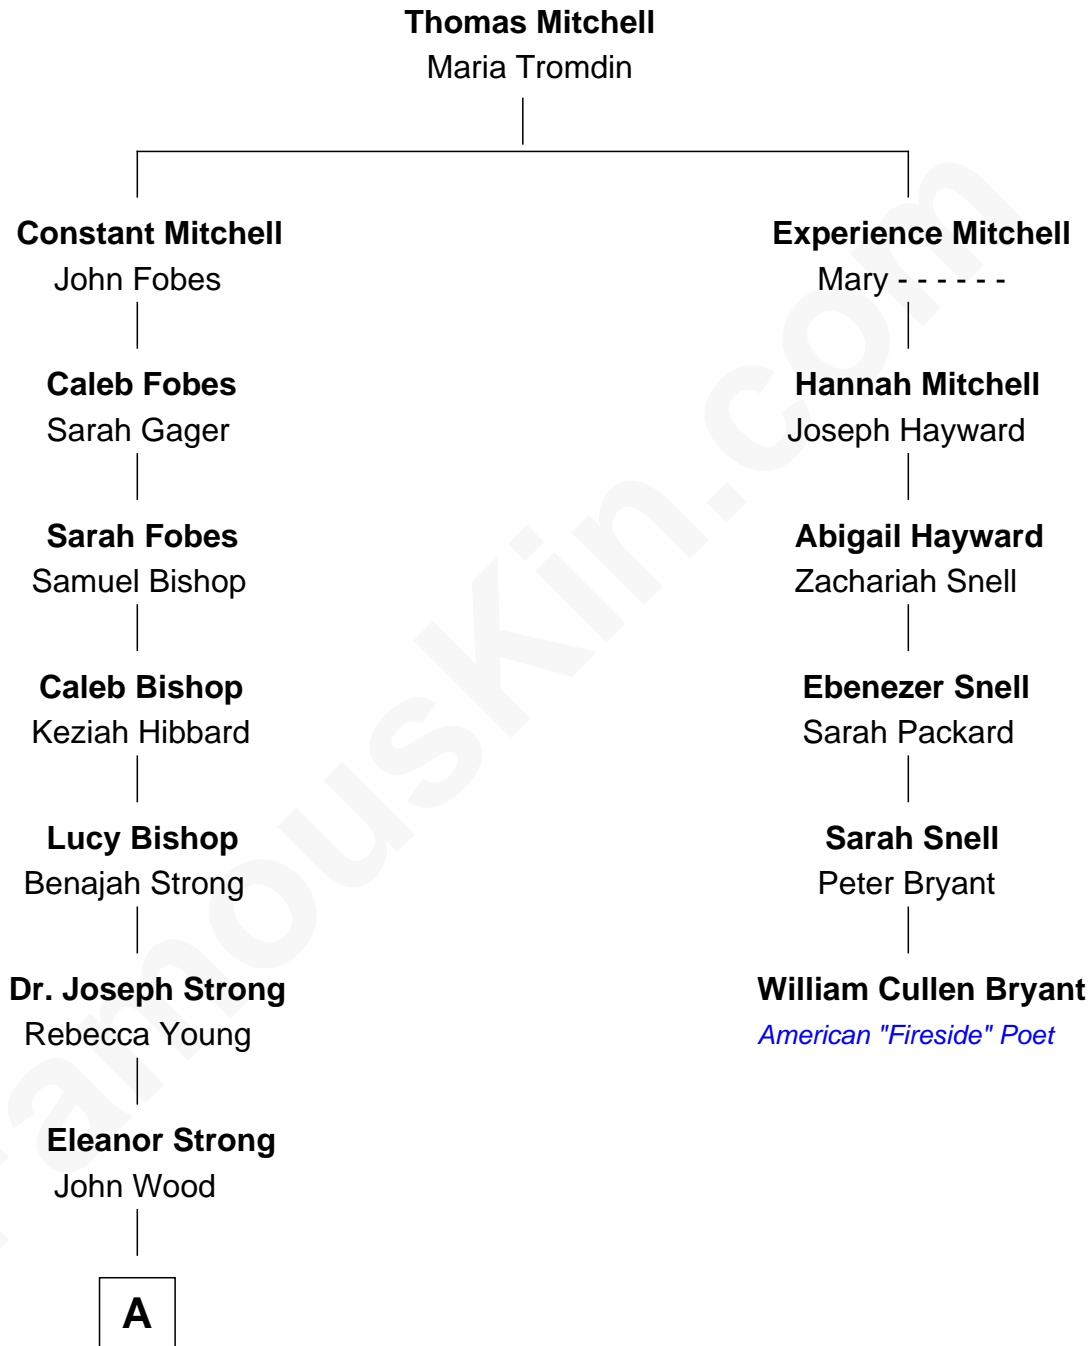 Thomas Mitchell
Maria Tromdin
Constant Mitchell
John Fobes
Experience Mitchell
Mary - - - - - -
Caleb Fobes
Sarah Gager
Hannah Mitchell
Joseph Hayward
Sarah Fobes
Samuel Bishop
Abigail Hayward
Zachariah Snell
Caleb Bishop
Keziah Hibbard
Ebenezer Snell
Sarah Packard
Lucy Bishop
Benajah Strong
Sarah Snell
Peter Bryant
Dr. Joseph Strong
Rebecca Young
William Cullen Bryant
American "Fireside" Poet
Eleanor Strong
John Wood
A
FamousKin.com